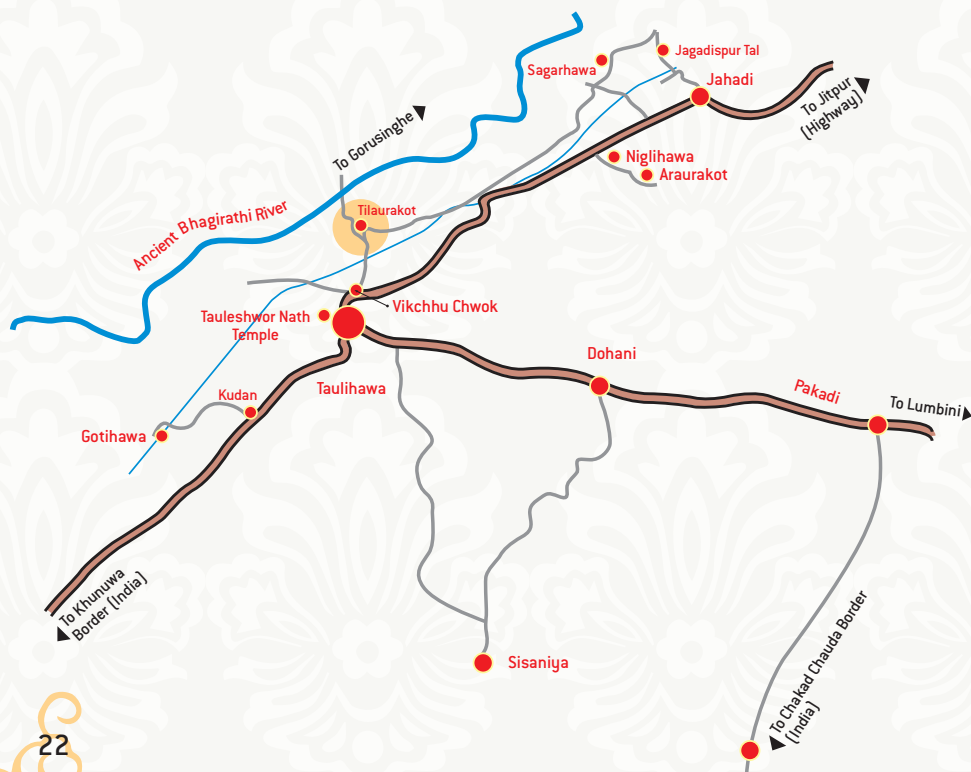 Jagadispur Tal
Sagarhawa
Jahadi
To Jitpur
(Highway)
To Gorusinghe
Niglihawa
Araurakot
Tilaurakot
Ancient Bhagirathi River
Vikchhu Chwok
Tauleshwor Nath
Temple
Dohani
Taulihawa
Pakadi
Kudan
To Lumbini
Gotihawa
To Khunuwa
Border (India)
To Chakad Chauda Border
(India)
Sisaniya
22